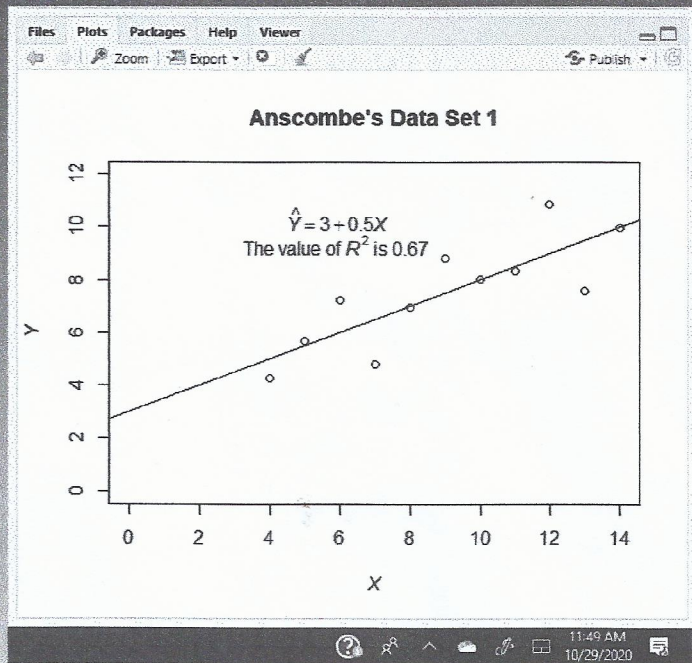 Files Plots Packages Help Viewer
Zoom Export Publish
Anscombe's Data Set 1
Ŷ = 3+0.5X
The value of R² is 0.67
Y
12
10
8
6
4
2
0
0 2 4 6 8 10 12 14
X
11:49 AM
10/29/2020